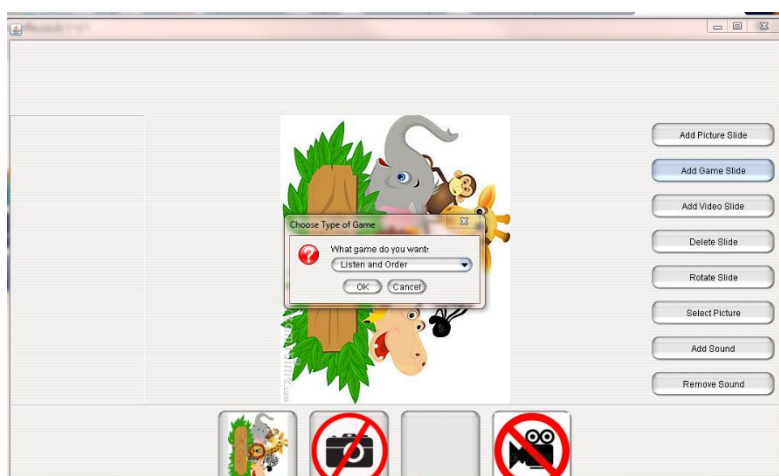 Add Picture Slide
Add Game Slide
Choose Type of Game
Add Video Slide
What game do you want:
Delete Slide
Listen and Order
OK Cancel
Rotate Slide
Select Picture
Add Sound
Remove Sound